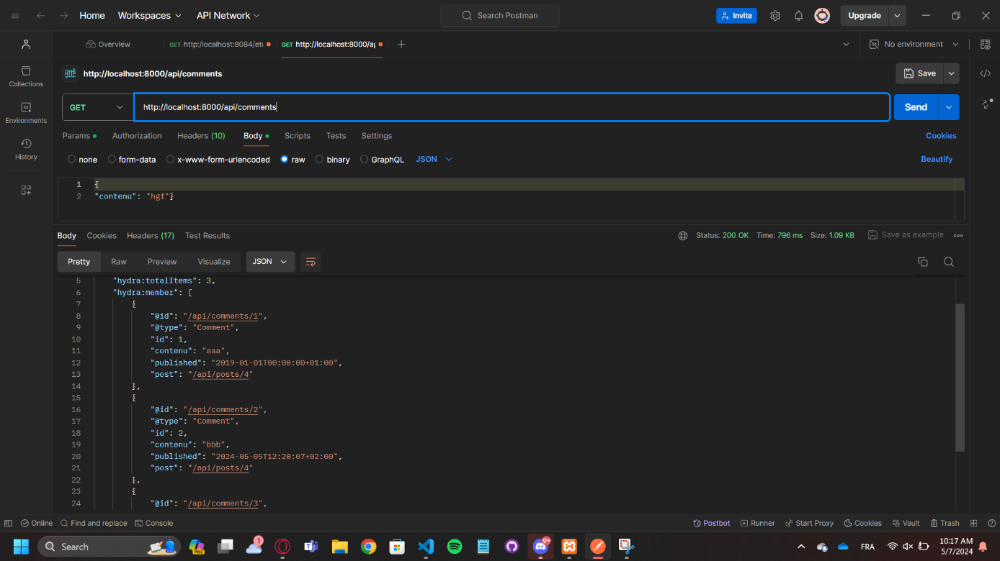 Home Workspaces API Network Search Postman Invite Upgrade
Overview GET http:/localhost:8084/etu GET http://localhost:8000/ap No environment
HTTP http://localhost:8000/api/comments Save
Collections
GET http://localhost:8000/api/comments Send
Environments
Params Authorization Headers (10) Body Scripts Tests Settings Cookies
History
none form-data x-www-form-urlencoded raw binary GraphQL JSON Beautify
1 {
2 "contenu": "hgf"}
Body Cookies Headers (17) Test Results Status: 200 OK Time: 796 ms Size: 1.09 KB Save as example
Pretty Raw Preview Visualize JSON
5 "hydra:totalItems": 3,
6 "hydra:member": [
7 {
8 "@id": "/api/comments/1",
9 "@type": "Comment",
10 "id": 1,
11 "contenu": "aaa",
12 "published": "2019-01-01T00:00:00+01:00",
13 "post": "/api/posts/4"
14 },
15 {
16 "@id": "/api/comments/2",
17 "@type": "Comment",
18 "id": 2,
19 "contenu": "bbb",
20 "published": "2024-05-05T12:20:07+02:00",
21 "post": "/api/posts/4"
22 },
23 {
24 "@id": "/api/comments/3",
Online Find and replace Console Postbot Runner Start Proxy Cookies Vault Trash
Search PRE 1 9+ FRA 10:17 AM
5/7/2024